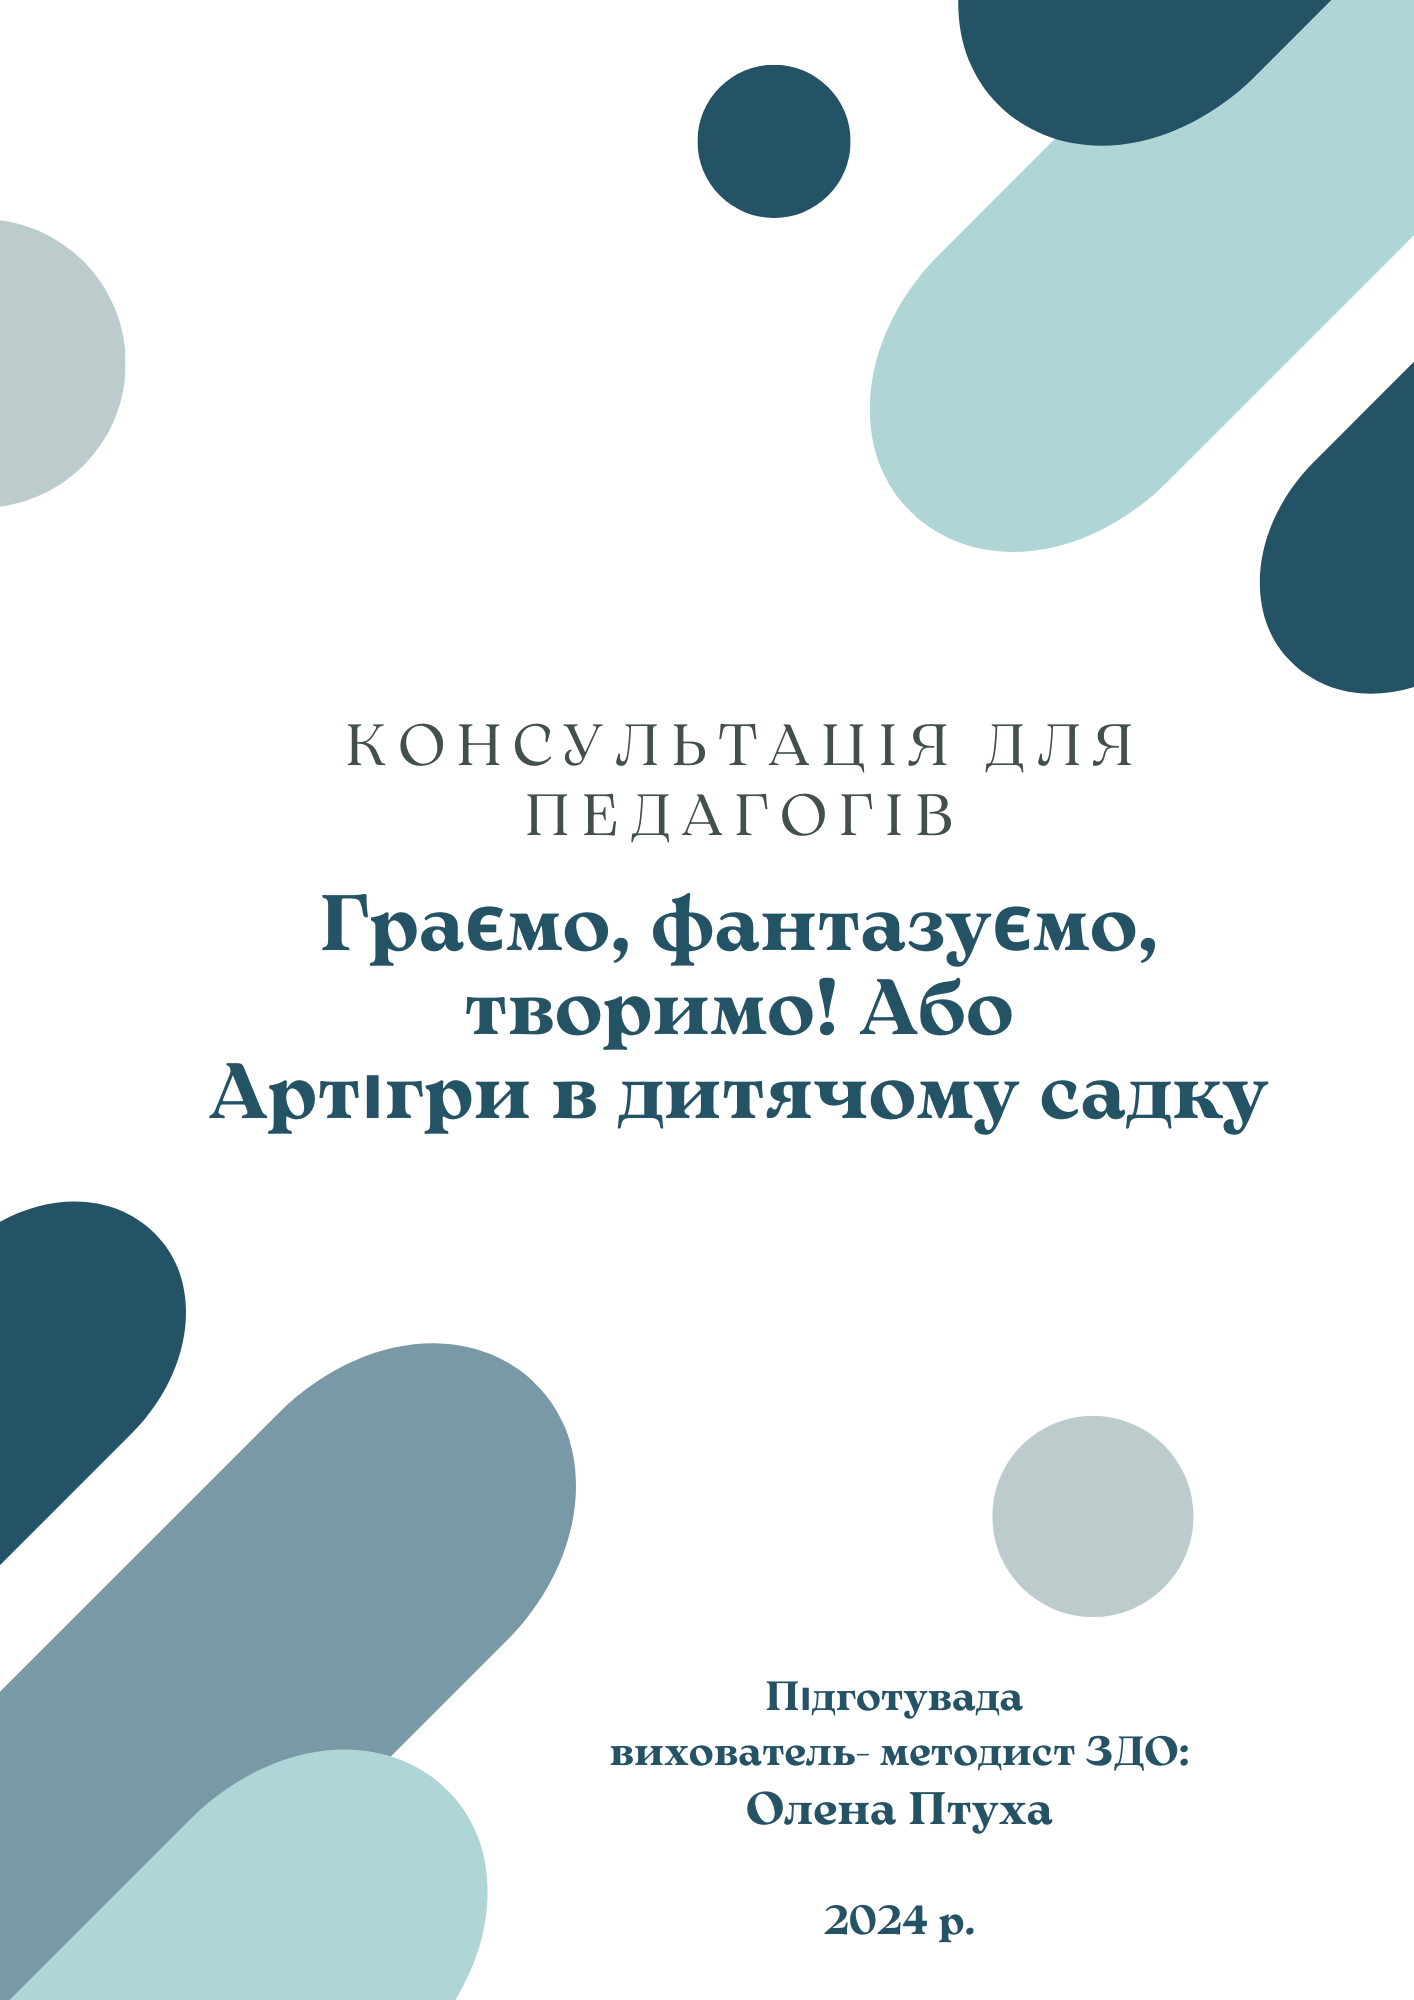 КОНСУЛЬТАЦІЯ ДЛЯ
ПЕДАГОГІВ
Граємо, фантазуємо,
творимо! Або
Артігри в дитячому садку
Підготувада
вихователь- методист ЗДО:
Олена Птуха
2024 р.